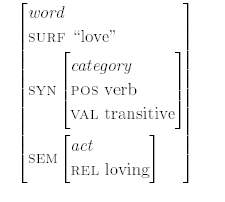 word
SURF “love”
category
SYN POS verb
VAL transitive
act
SEM REL loving